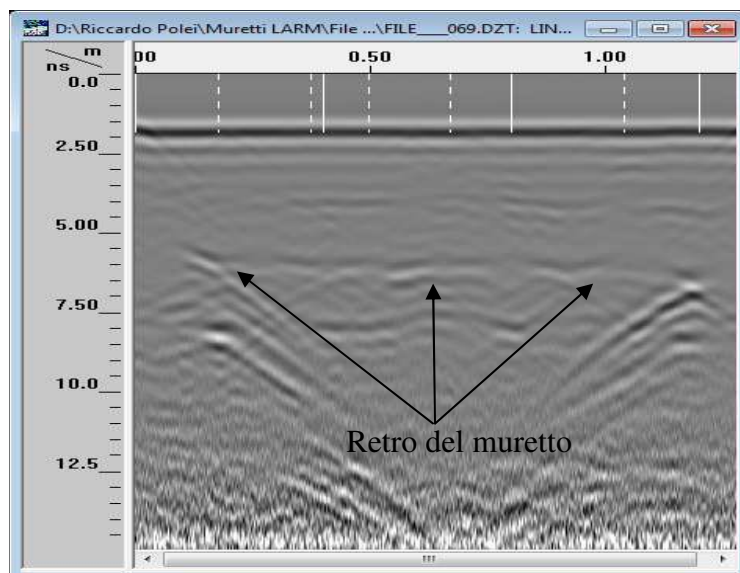 D:\Riccardo Polei\Muretti LARM\File ...\FILE___069.DZT: LIN...
m
ns
00 0.50 1.00
0.0
2.50
5.00
7.50
10.0
12.5
Retro del muretto